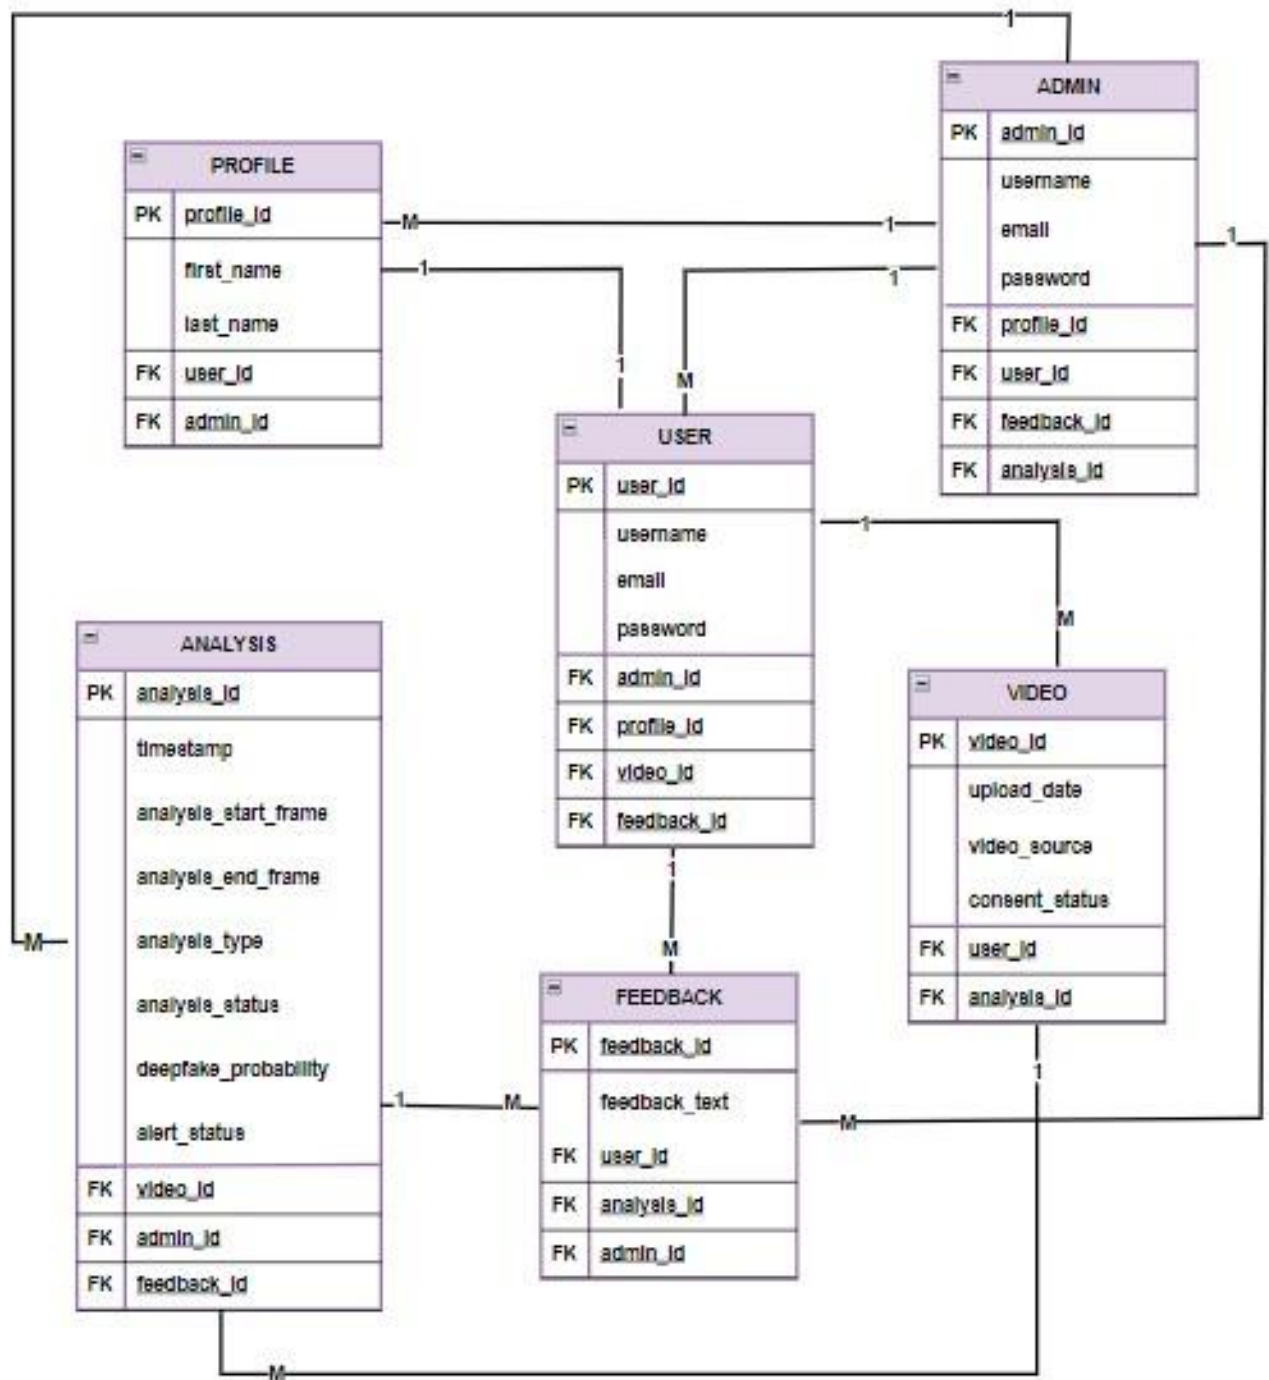 1
ADMIN
PK admin_id
username
email
password
FK profile_id
FK user_id
FK feedback_id
FK analysis_id
PROFILE
PK profile_id
first_name
last_name
FK user_id
FK admin_id
M 1
1 1
1 M
1
USER
PK user_id
username
email
password
FK admin_id
FK profile_id
FK video_id
FK feedback_id
1
M
VIDEO
PK video_id
upload_date
video_source
consent_status
FK user_id
FK analysis_id
ANALYSIS
PK analysis_id
timestamp
analysis_start_frame
analysis_end_frame
analysis_type
analysis_status
deepfake_probability
alert_status
FK video_id
FK admin_id
FK feedback_id
M
1
M
FEEDBACK
PK feedback_id
feedback_text
FK user_id
FK analysis_id
FK admin_id
1 M
M
1
M